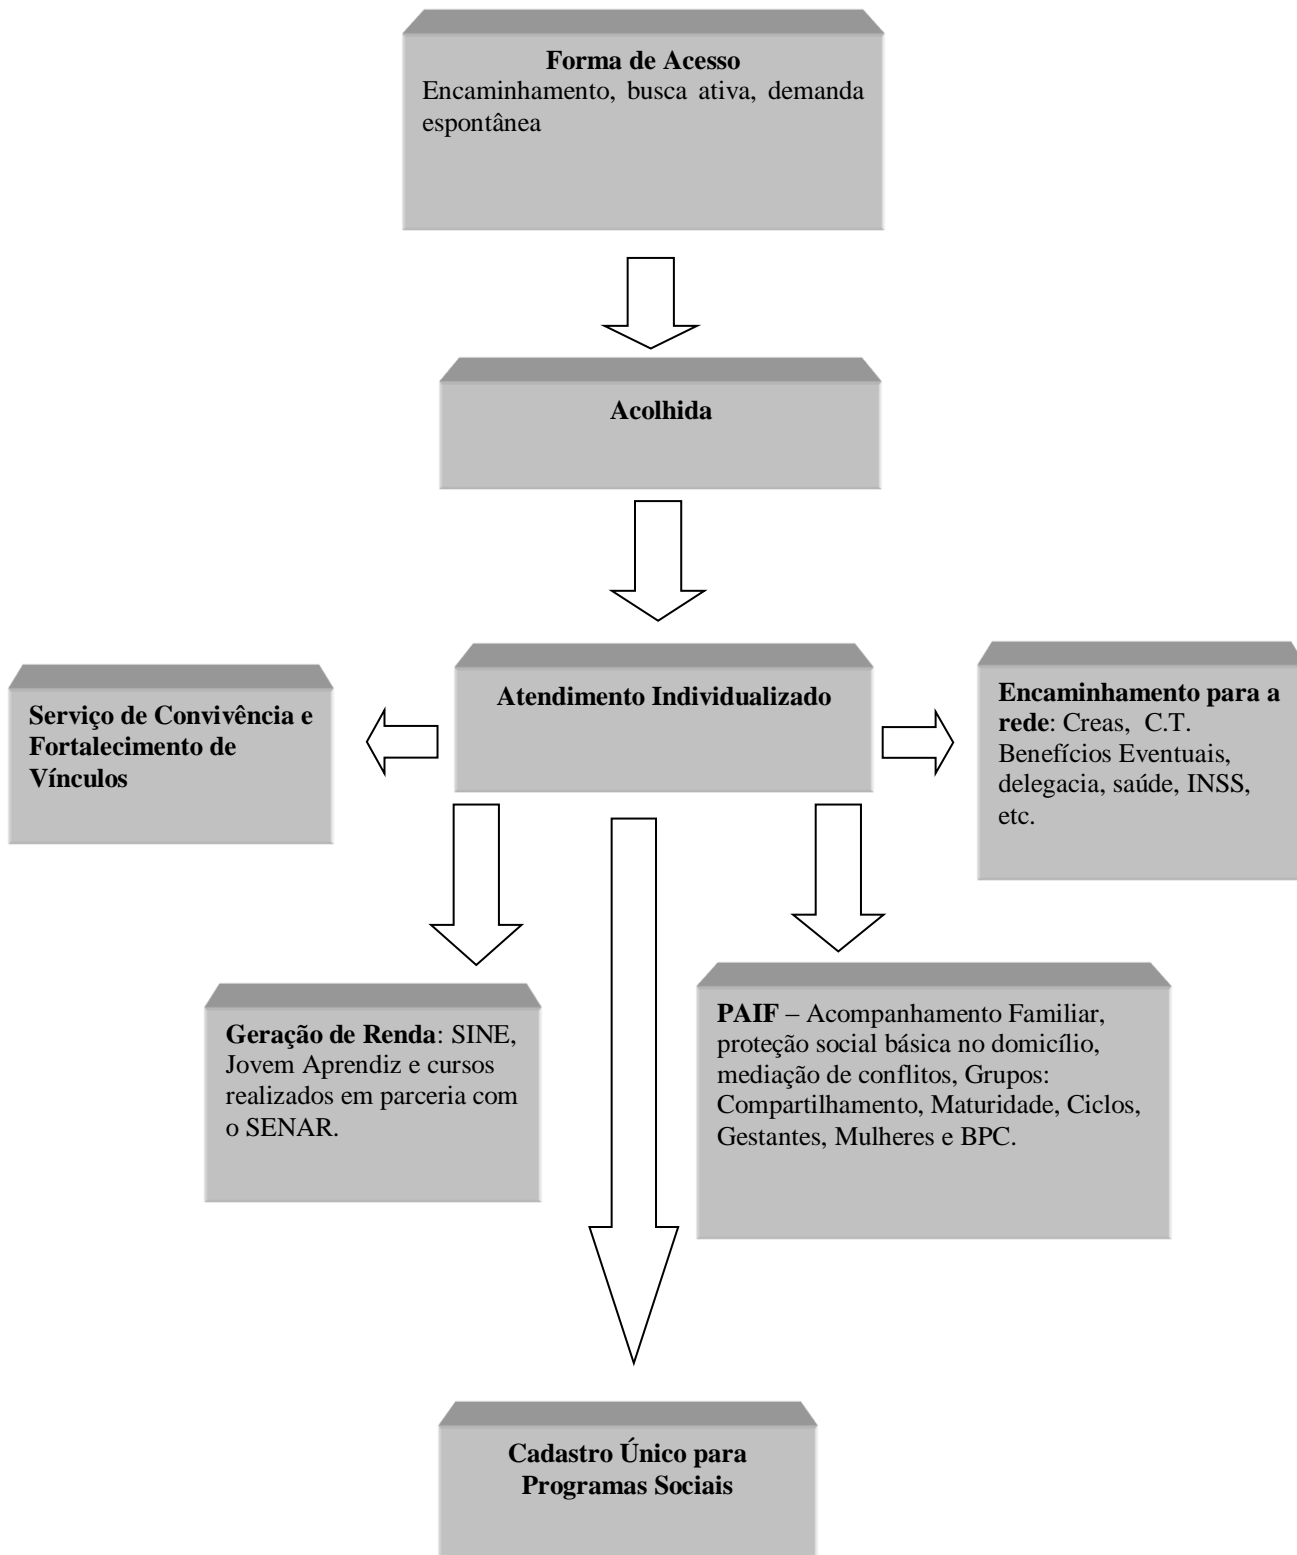 Forma de Acesso
Encaminhamento, busca ativa, demanda
espontânea
Acolhida
Atendimento Individualizado
Serviço de Convivência e
Fortalecimento de
Vínculos
Encaminhamento para a
rede: Creas, C.T.
Benefícios Eventuais,
delegacia, saúde, INSS,
etc.
Geração de Renda: SINE,
Jovem Aprendiz e cursos
realizados em parceria com
o SENAR.
PAIF – Acompanhamento Familiar,
proteção social básica no domicílio,
mediação de conflitos, Grupos:
Compartilhamento, Maturidade, Ciclos,
Gestantes, Mulheres e BPC.
Cadastro Único para
Programas Sociais